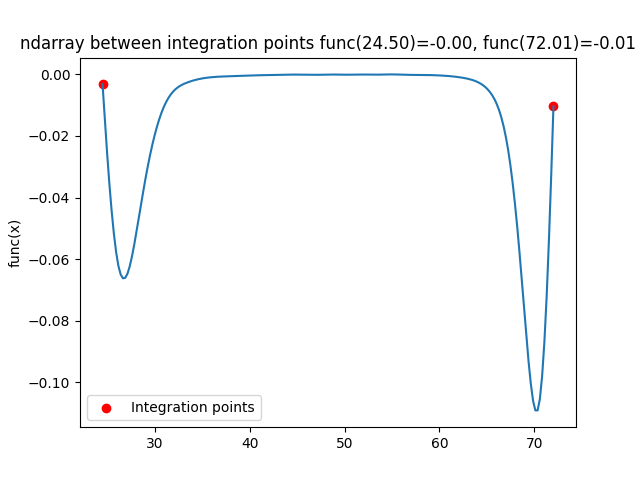 ndarray between integration points func(24.50)=-0.00, func(72.01)=-0.01
0.00
−0.02
−0.04
−0.06
−0.08
−0.10
func(x)
Integration points
30 40 50 60 70